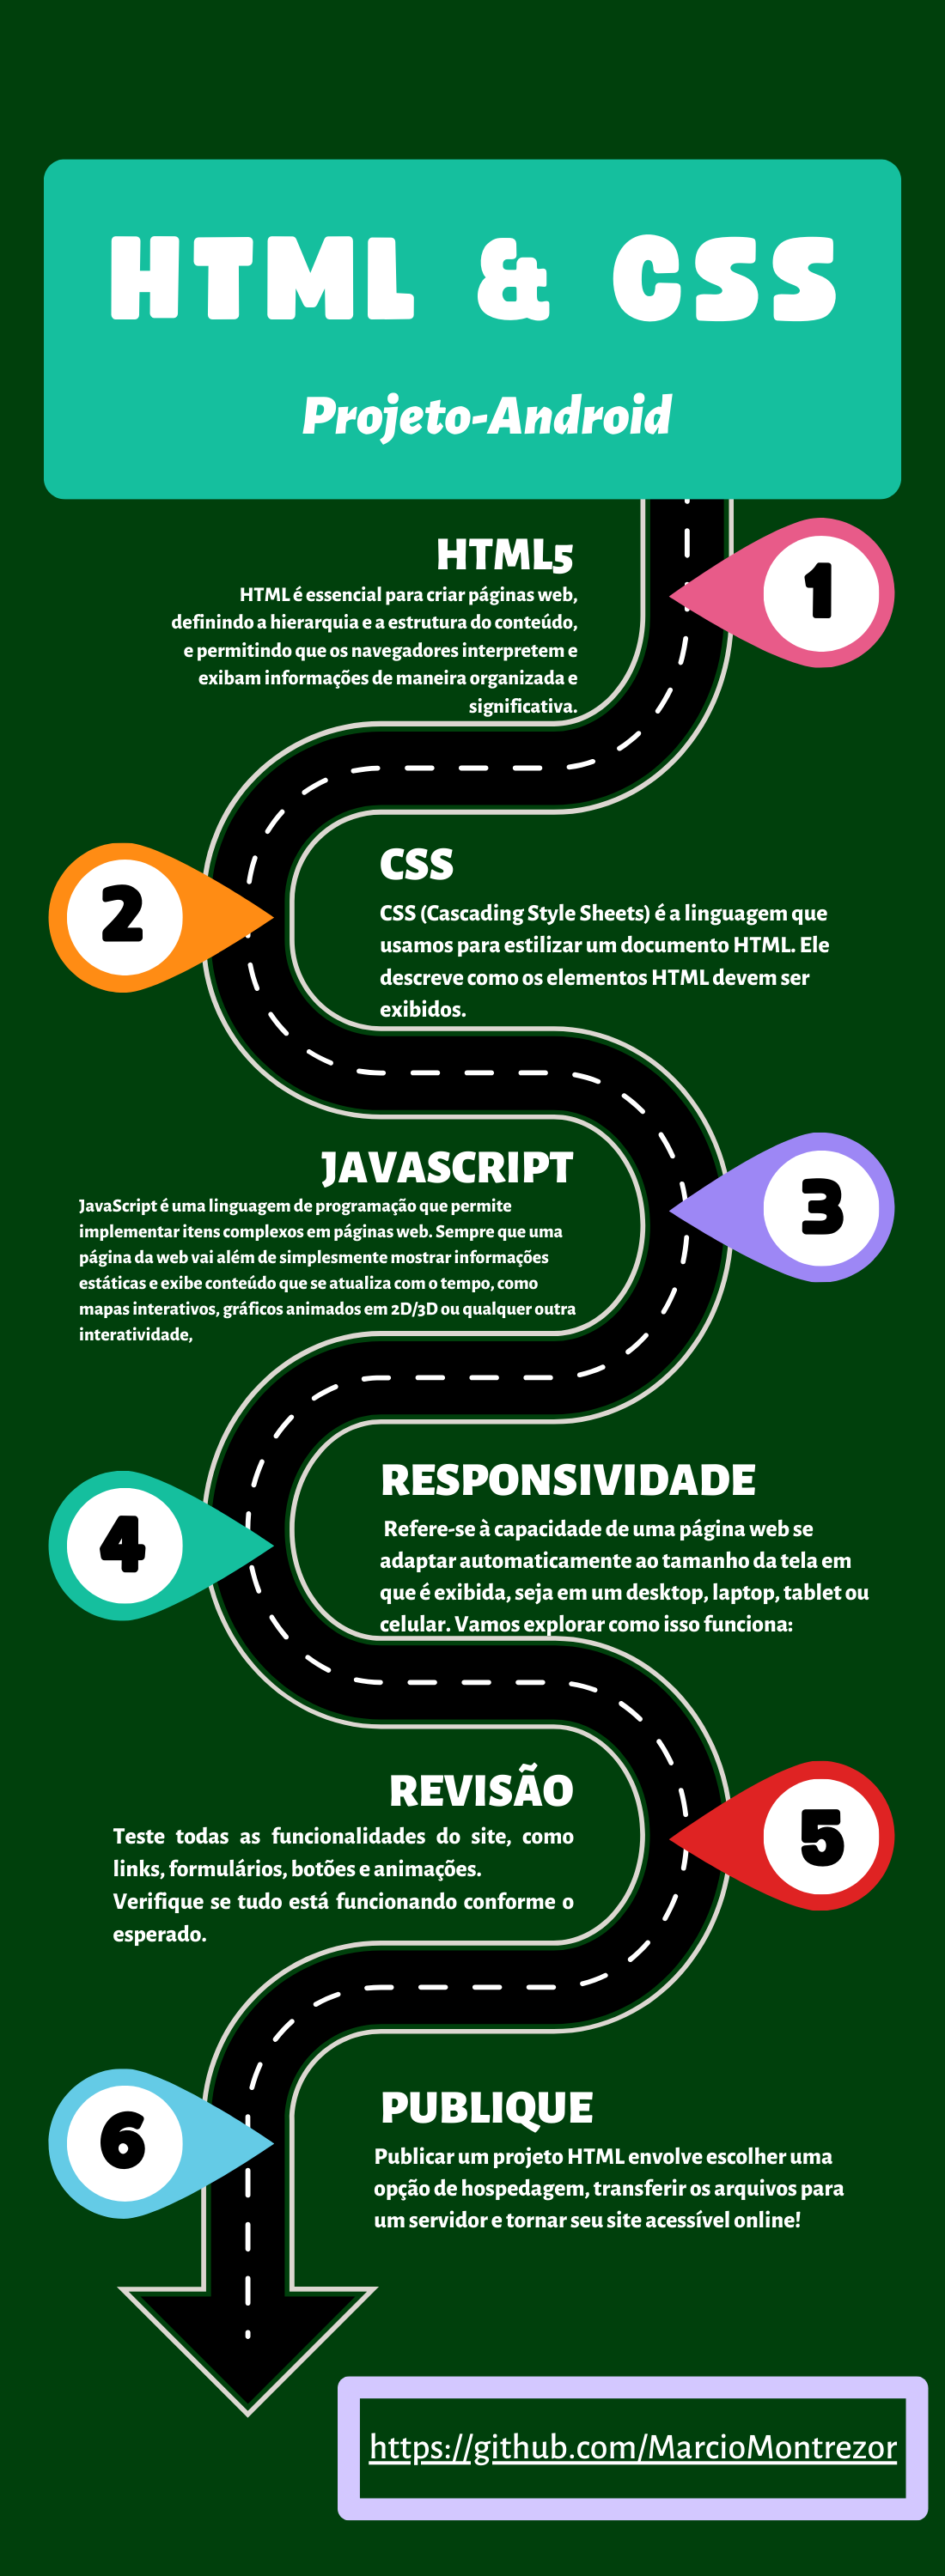 HTML & CSS
Projeto-Android
1
HTML5
HTML é essencial para criar páginas web,
definindo a hierarquia e a estrutura do conteúdo,
e permitindo que os navegadores interpretem e
exibam informações de maneira organizada e
significativa.
2
CSS
CSS (Cascading Style Sheets) é a linguagem que
usamos para estilizar um documento HTML. Ele
descreve como os elementos HTML devem ser
exibidos.
3
JAVASCRIPT
JavaScript é uma linguagem de programação que permite
implementar itens complexos em páginas web. Sempre que uma
página da web vai além de simplesmente mostrar informações
estáticas e exibe conteúdo que se atualiza com o tempo, como
mapas interativos, gráficos animados em 2D/3D ou qualquer outra
interatividade,
4
RESPONSIVIDADE
Refere-se à capacidade de uma página web se
adaptar automaticamente ao tamanho da tela em
que é exibida, seja em um desktop, laptop, tablet ou
celular. Vamos explorar como isso funciona:
5
REVISÃO
Teste todas as funcionalidades do site, como
links, formulários, botões e animações.
Verifique se tudo está funcionando conforme o
esperado.
6
PUBLIQUE
Publicar um projeto HTML envolve escolher uma
opção de hospedagem, transferir os arquivos para
um servidor e tornar seu site acessível online!
https://github.com/MarcioMontrezor